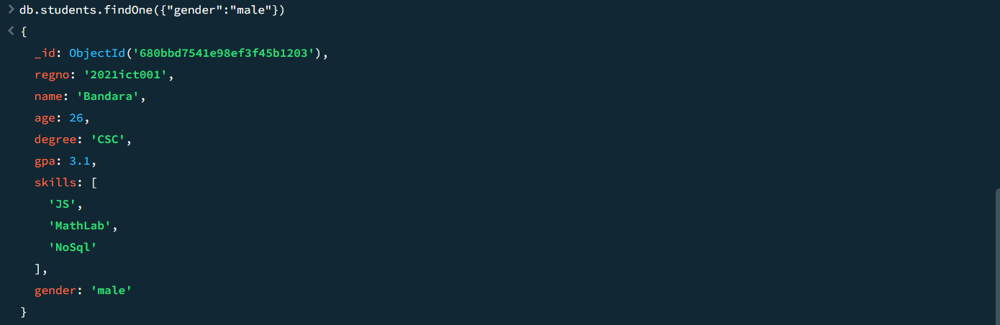 > db.students.findOne({"gender":"male"})
< {
_id: ObjectId('680bbd7541e98ef3f45b1203'),
regno: '2021ict001',
name: 'Bandara',
age: 26,
degree: 'CSC',
gpa: 3.1,
skills: [
'JS',
'MathLab',
'NoSql'
],
gender: 'male'
}